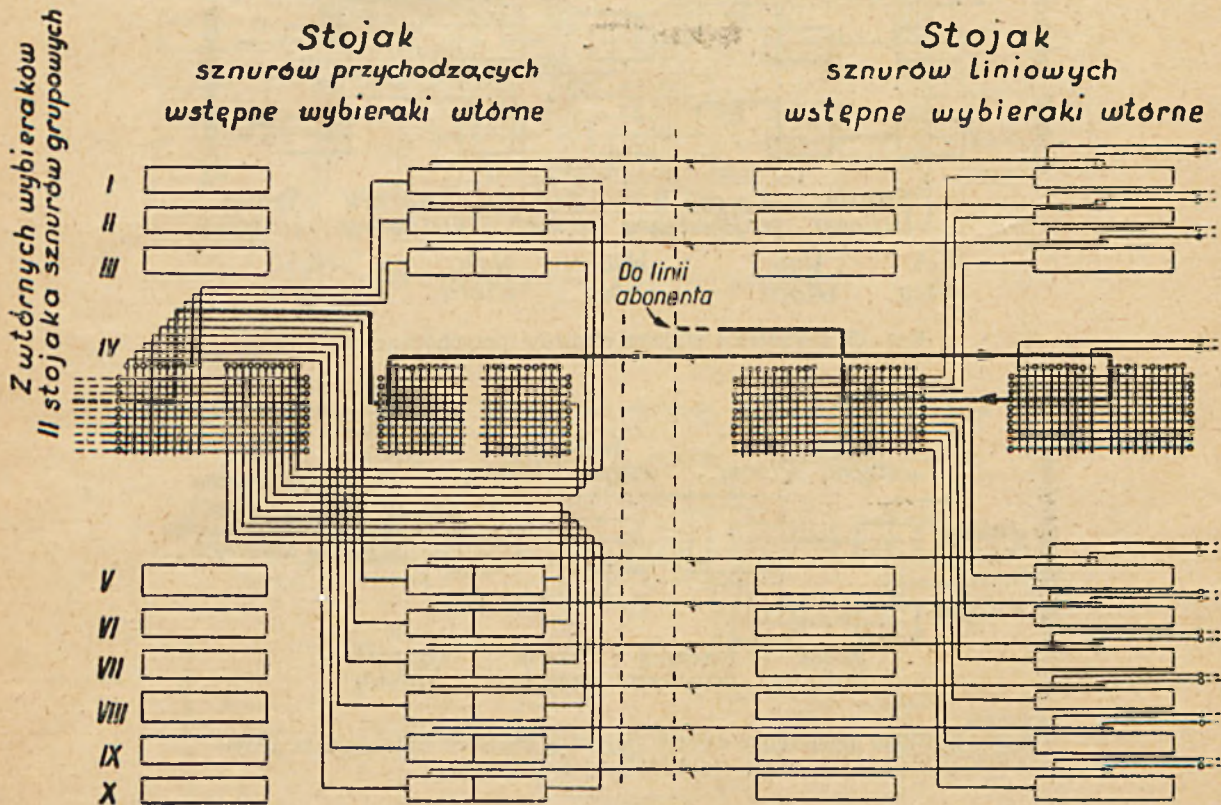 Z wtórnych wybieraków
II stojaka sznurów grupowych
Stojak
sznurów przychodzących
wstępne wybieraki wtórne
Stojak
sznurów liniowych
wstępne wybieraki wtórne
I
II
III
Do linii
abonenta
IV
V
VI
VII
VIII
IX
X